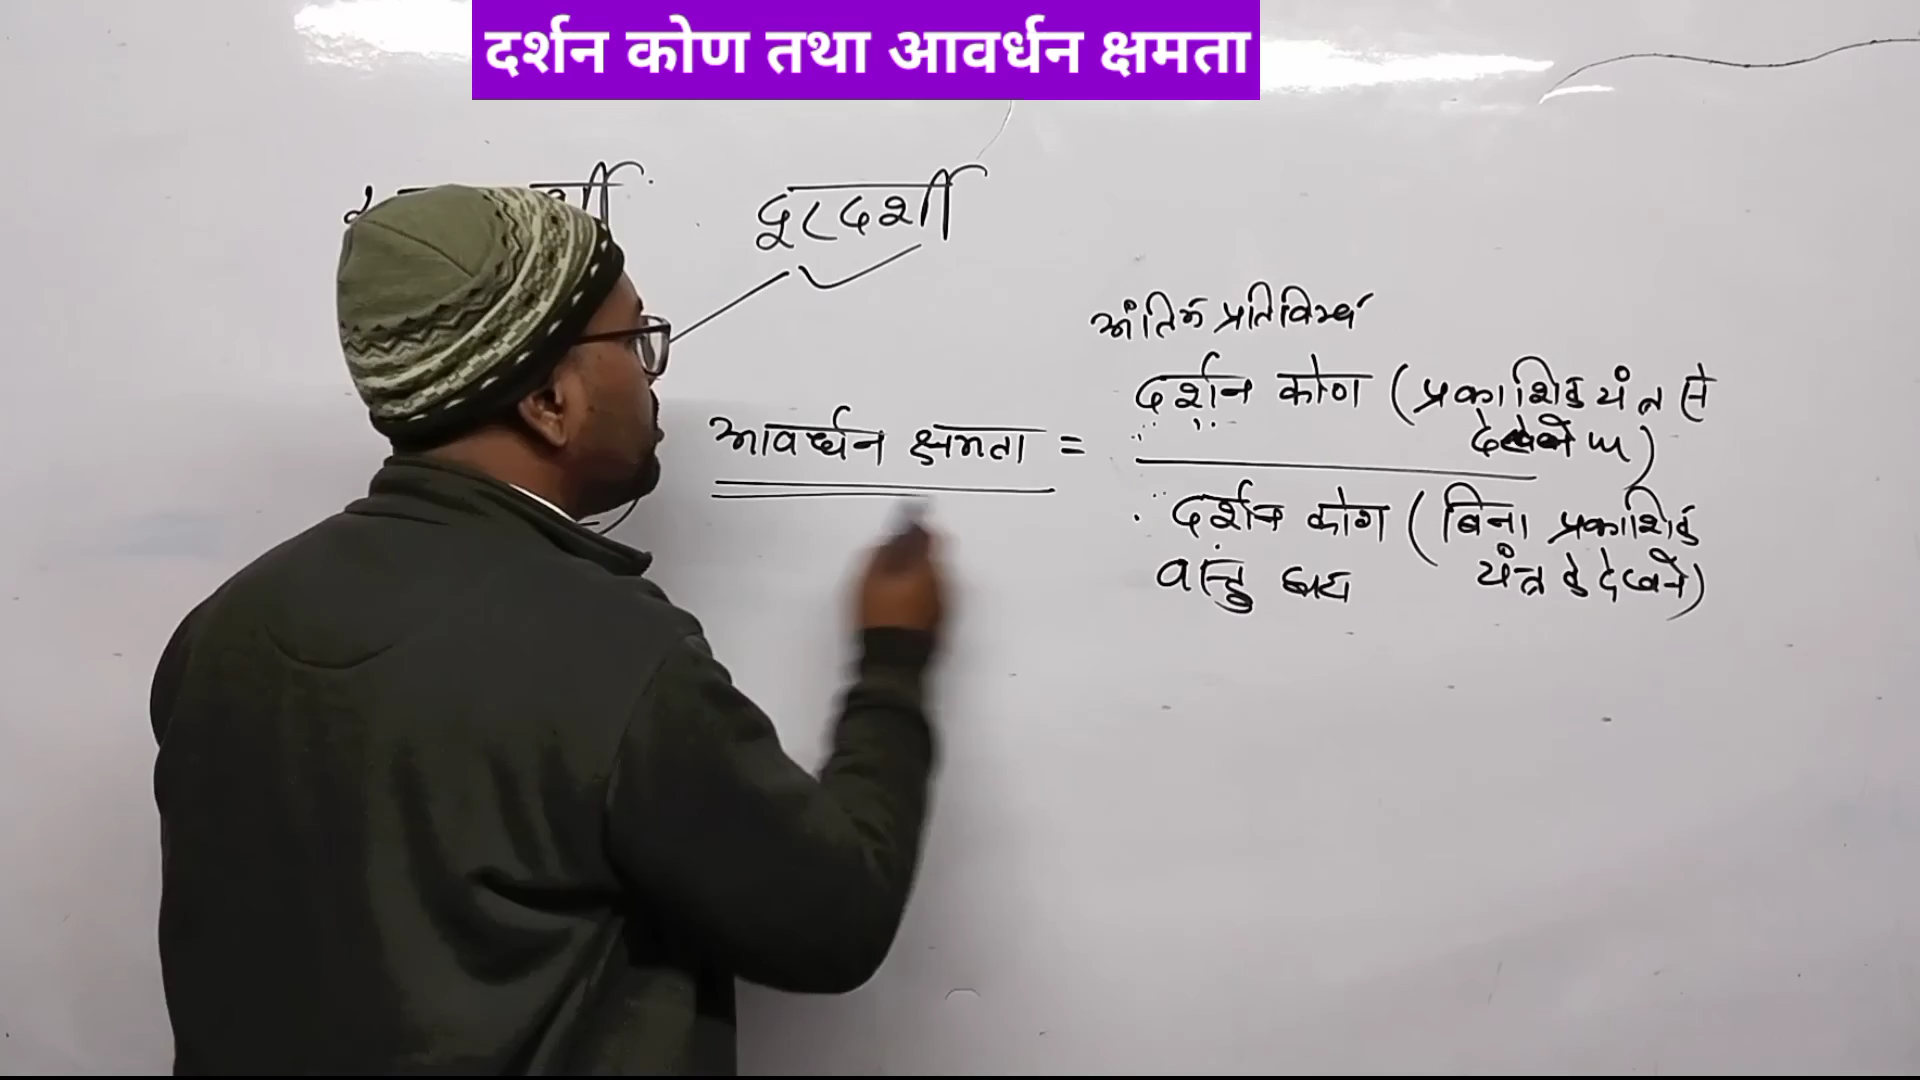 दर्शन कोण तथा आवर्धन क्षमता
दूरदर्शी
अंतिम प्रतिबिम्ब
दर्शन कोण (प्रकाशिक यंत्र से
देखने पर)
आवर्धन क्षमता =
दर्शन कोण (बिना प्रकाशिक
वस्तु द्वारा यंत्र के देखने)